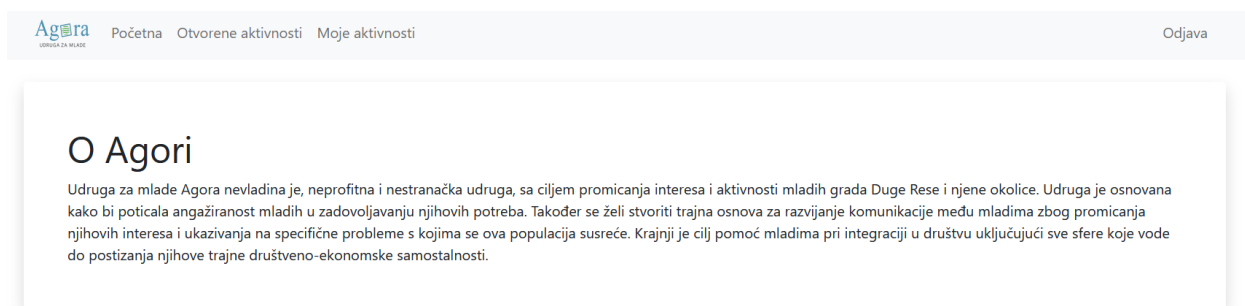 Agora
UDRUGA ZA MLADE
Početna Otvorene aktivnosti Moje aktivnosti Odjava
O Agori
Udruga za mlade Agora nevladina je, neprofitna i nestranačka udruga, sa ciljem promicanja interesa i aktivnosti mladih grada Duge Rese i njene okolice. Udruga je osnovana
kako bi poticala angažiranost mladih u zadovoljavanju njihovih potreba. Također se želi stvoriti trajna osnova za razvijanje komunikacije među mladima zbog promicanja
njihovih interesa i ukazivanja na specifične probleme s kojima se ova populacija susreće. Krajnji je cilj pomoć mladima pri integraciji u društvu uključujući sve sfere koje vode
do postizanja njihove trajne društveno-ekonomske samostalnosti.